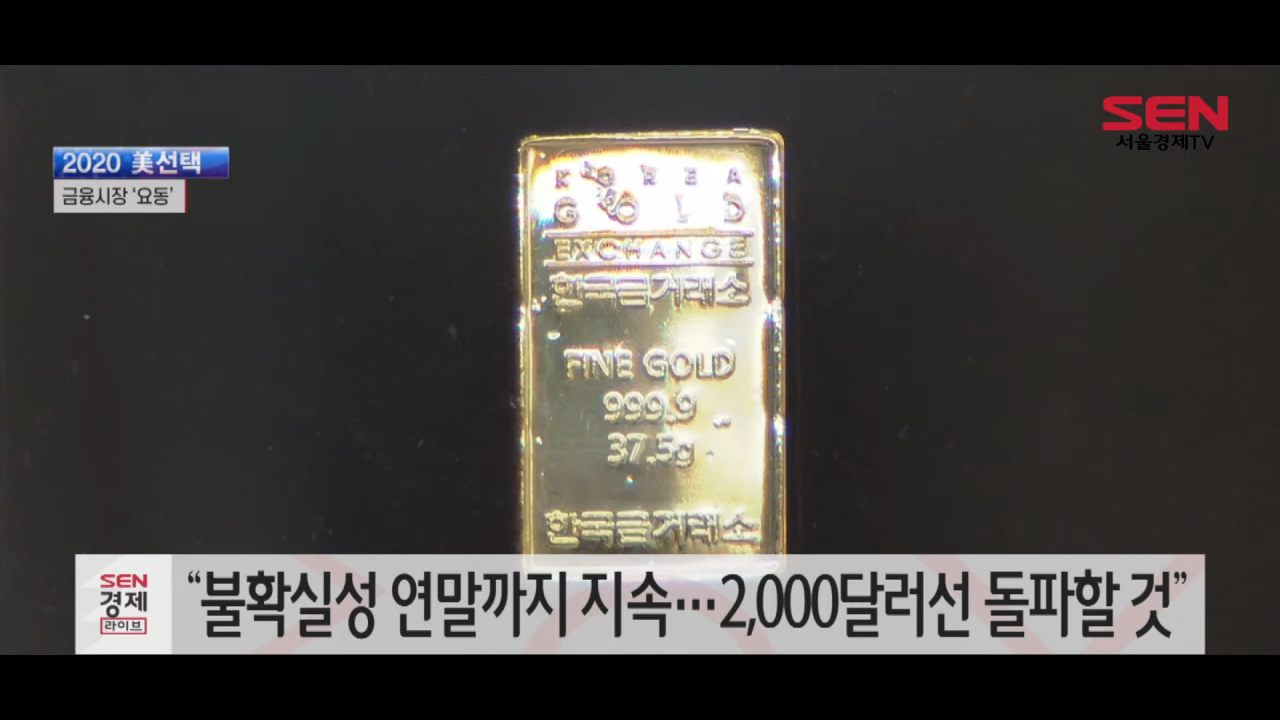 SEN
서울경제TV
2020 美선택
금융시장 ‘요동’
KOREA
GOLD
EXCHANGE
한국금거래소
FINE GOLD
999.9
37.5g
한국금거래소
SEN
경제
라이브
“불확실성 연말까지 지속…2,000달러선 돌파할 것”